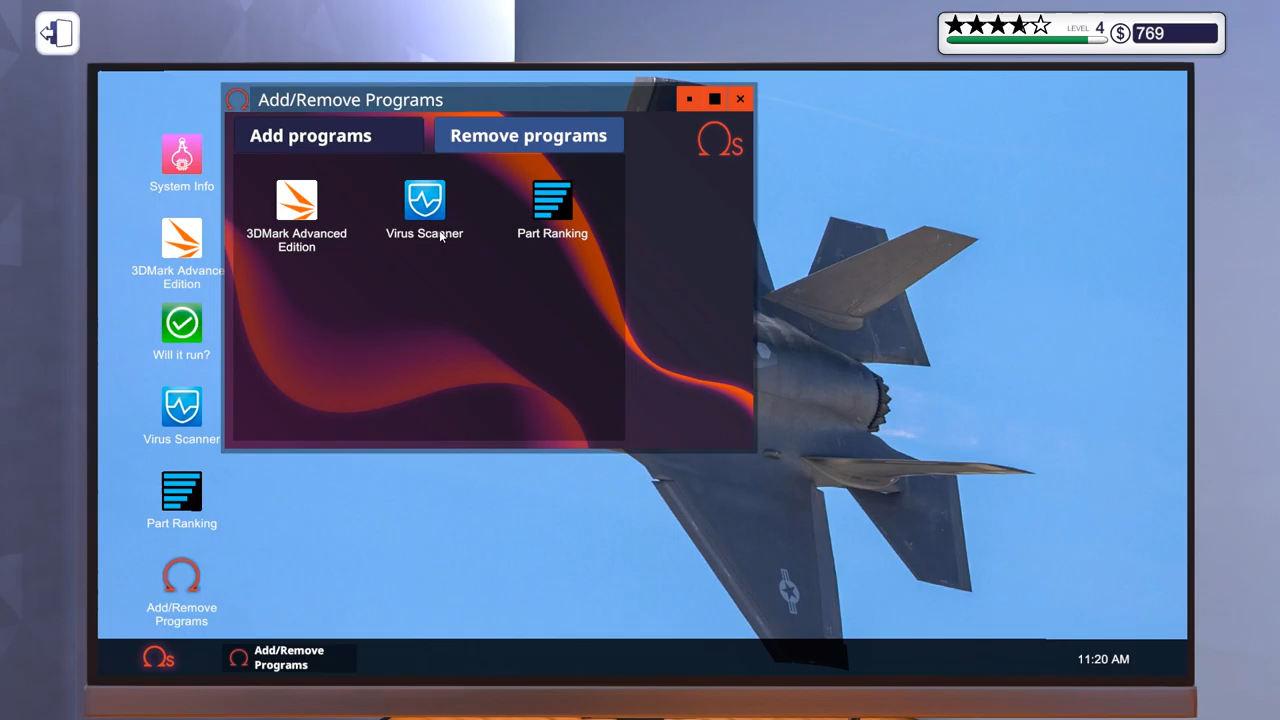 LEVEL 4
$ 769
Add/Remove Programs
Add programs
Remove programs
Ωs
3DMark Advanced
Edition
Virus Scanner
Part Ranking
System Info
3DMark Advance
Edition
Will it run?
Virus Scanner
Part Ranking
Add/Remove
Programs
Ωs
Add/Remove
Programs
11:20 AM